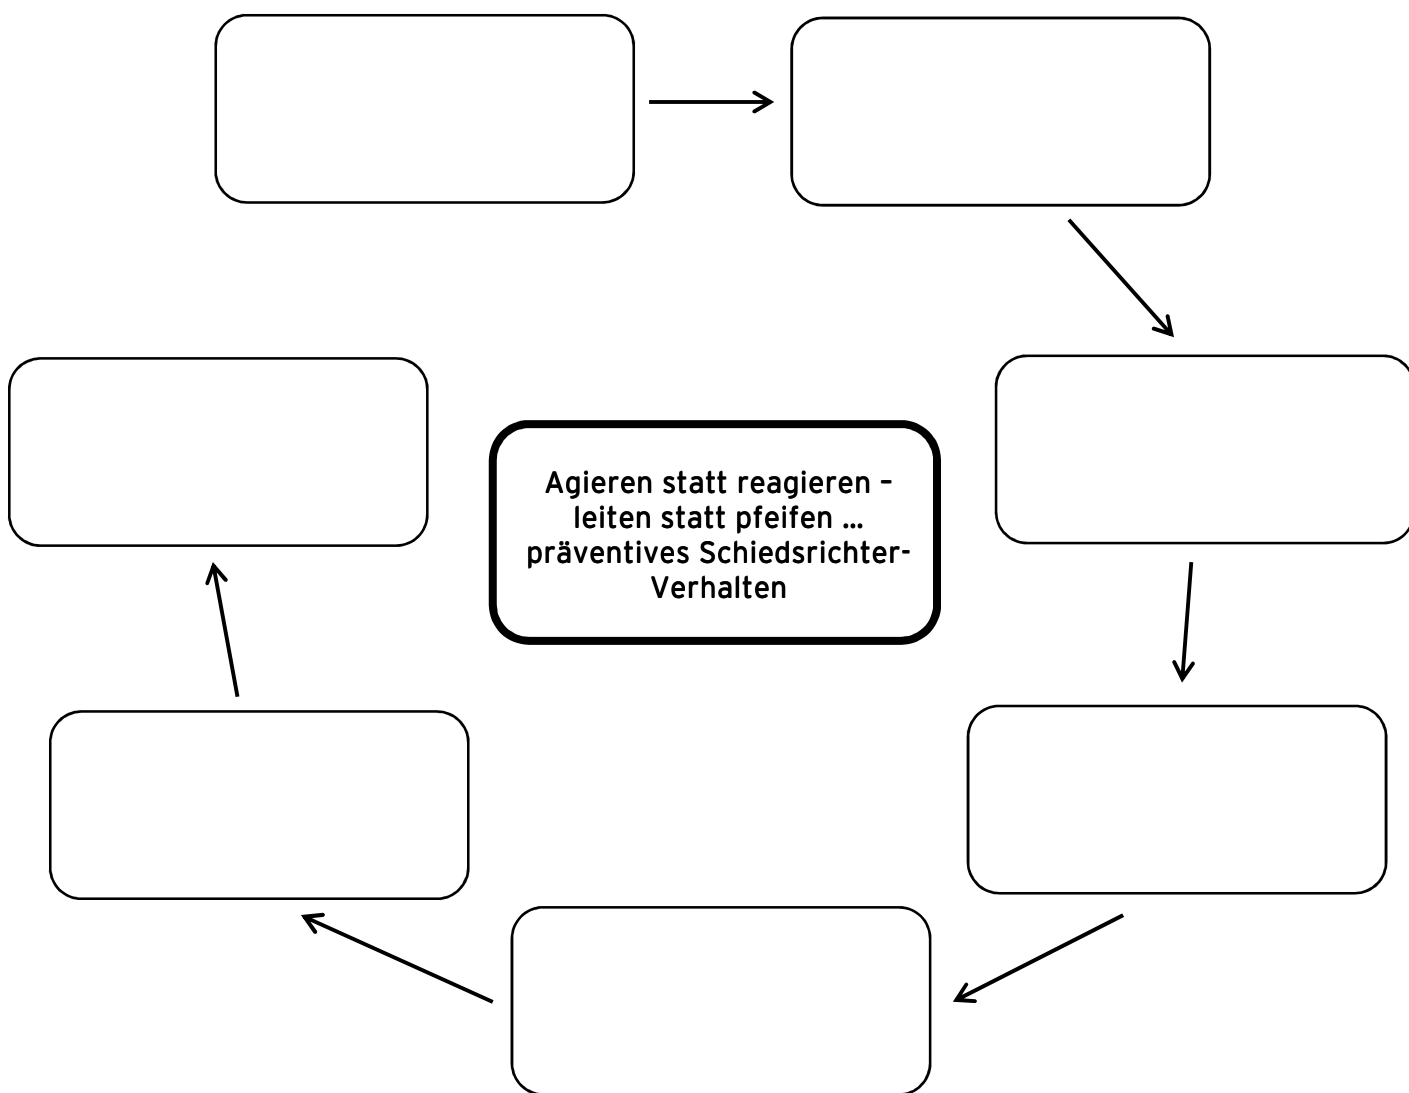 Agieren statt reagieren –
leiten statt pfeifen ...
präventives Schiedsrichter-
Verhalten